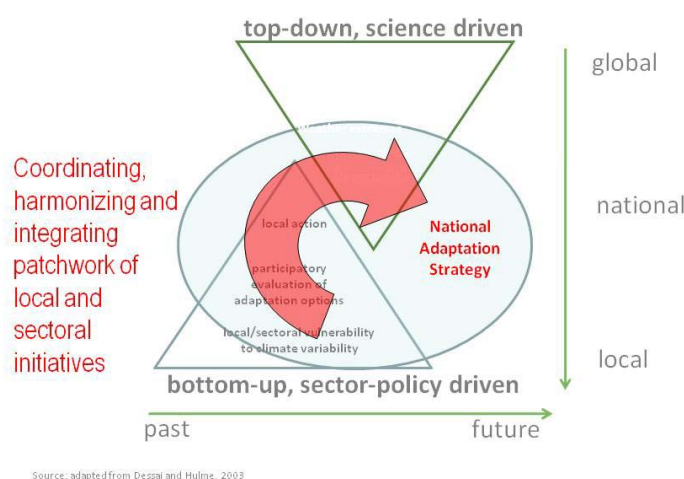 top-down, science driven
global
Coordinating,
harmonizing and
integrating
patchwork of
local and
sectoral
initiatives
local action
participatory
evaluation of
adaptation options
local/sectoral vulnerability
to climate variability
National
Adaptation
Strategy
national
local
bottom-up, sector-policy driven
past
future
Source: adapted from Dessai and Hulme, 2003